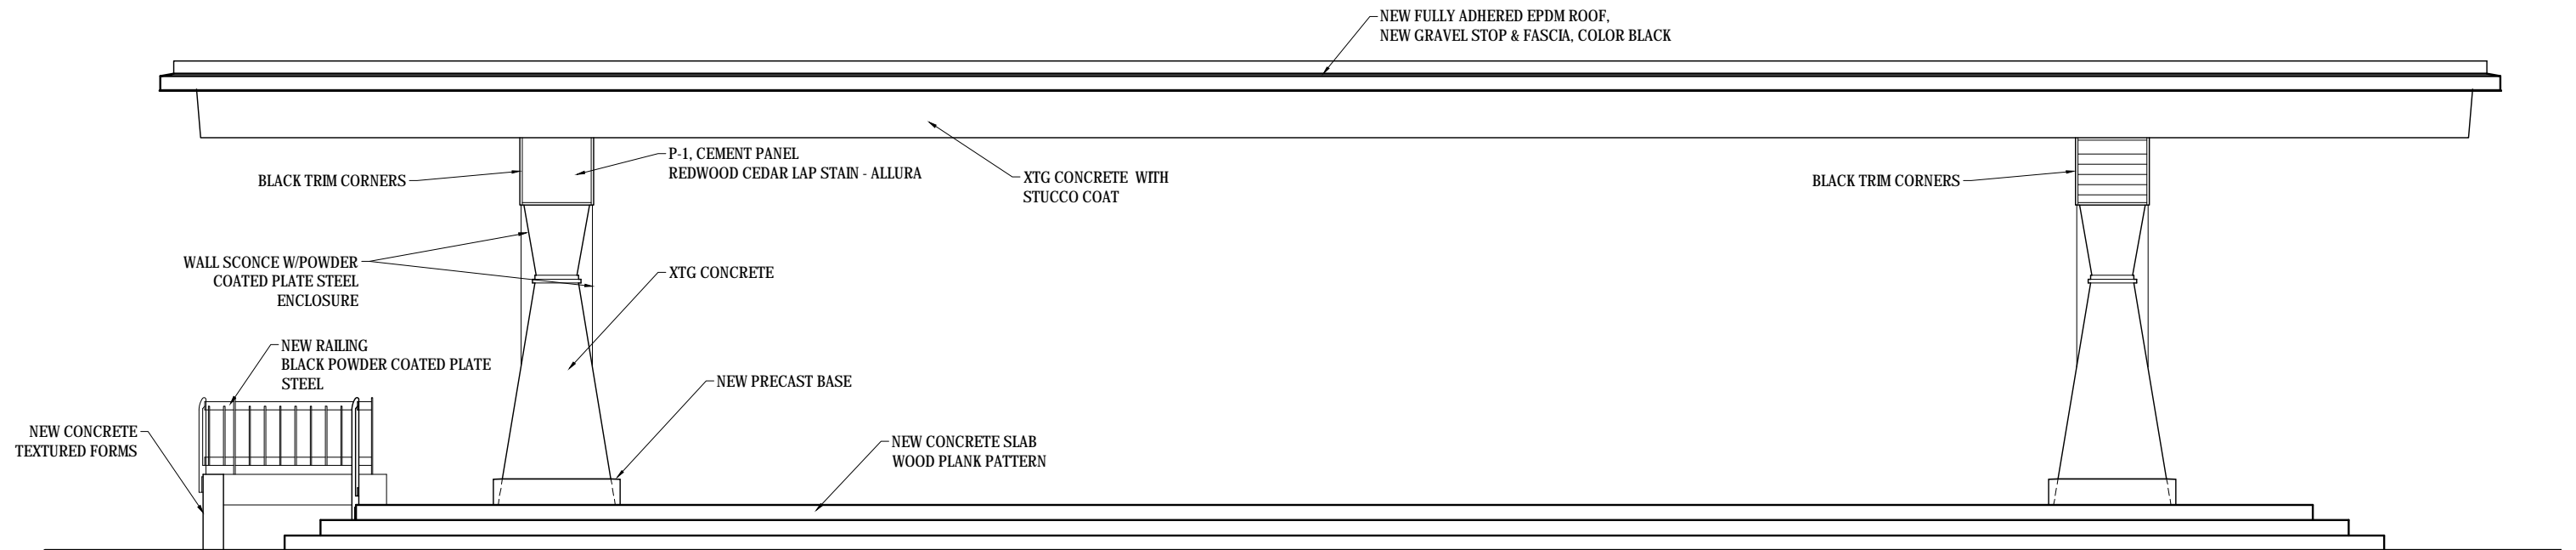 NEW FULLY ADHERED EPDM ROOF,
NEW GRAVEL STOP & FASCIA, COLOR BLACK
P-1, CEMENT PANEL
REDWOOD CEDAR LAP STAIN - ALLURA
BLACK TRIM CORNERS
XTG CONCRETE WITH
STUCCO COAT
BLACK TRIM CORNERS
WALL SCONCE W/POWDER
COATED PLATE STEEL
ENCLOSURE
XTG CONCRETE
NEW RAILING
BLACK POWDER COATED PLATE
STEEL
NEW PRECAST BASE
NEW CONCRETE
TEXTURED FORMS
NEW CONCRETE SLAB
WOOD PLANK PATTERN